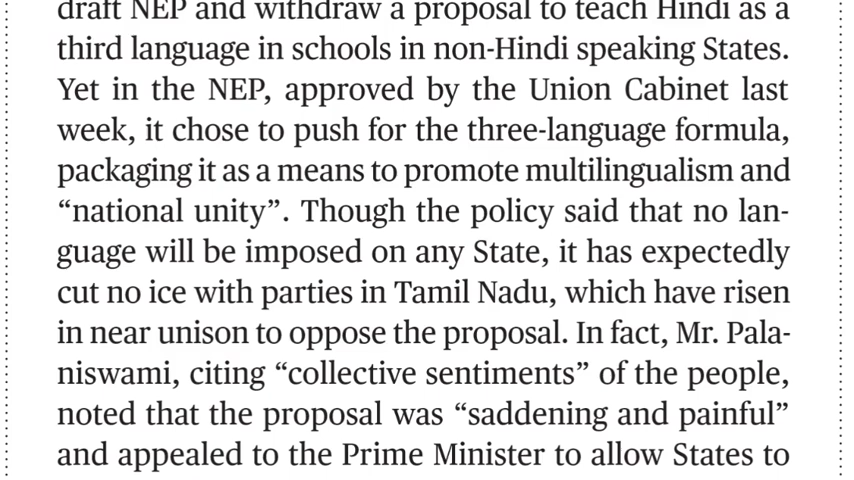 draft NEP and withdraw a proposal to teach Hindi as a
third language in schools in non-Hindi speaking States.
Yet in the NEP, approved by the Union Cabinet last
week, it chose to push for the three-language formula,
packaging it as a means to promote multilingualism and
“national unity”. Though the policy said that no lan-
guage will be imposed on any State, it has expectedly
cut no ice with parties in Tamil Nadu, which have risen
in near unison to oppose the proposal. In fact, Mr. Pala-
niswami, citing “collective sentiments” of the people,
noted that the proposal was “saddening and painful”
and appealed to the Prime Minister to allow States to